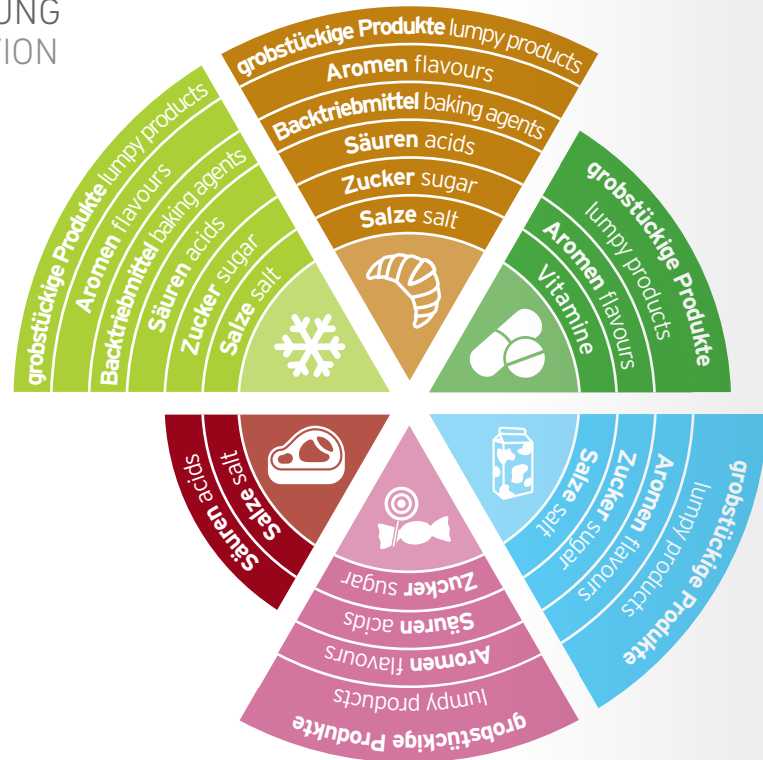 UNG
TION
grobstückige Produkte lumpy products
Aromen flavours
Backtriebmittel baking agents
Säuren acids
Zucker sugar
Salze salt
grobstückige Produkte
lumpy products
Aromen flavours
Vitamine
grobstückige Produkte
lumpy products
Aromen flavours
Zucker sugar
Salze salt
Zucker sugar
Säuren acids
Aromen flavours
lumpy products
grobstückige Produkte
Salze salt
Säuren acids
grobstückige Produkte lumpy products
Aromen flavours
Backtriebmittel baking agents
Säuren acids
Zucker sugar
Salze salt